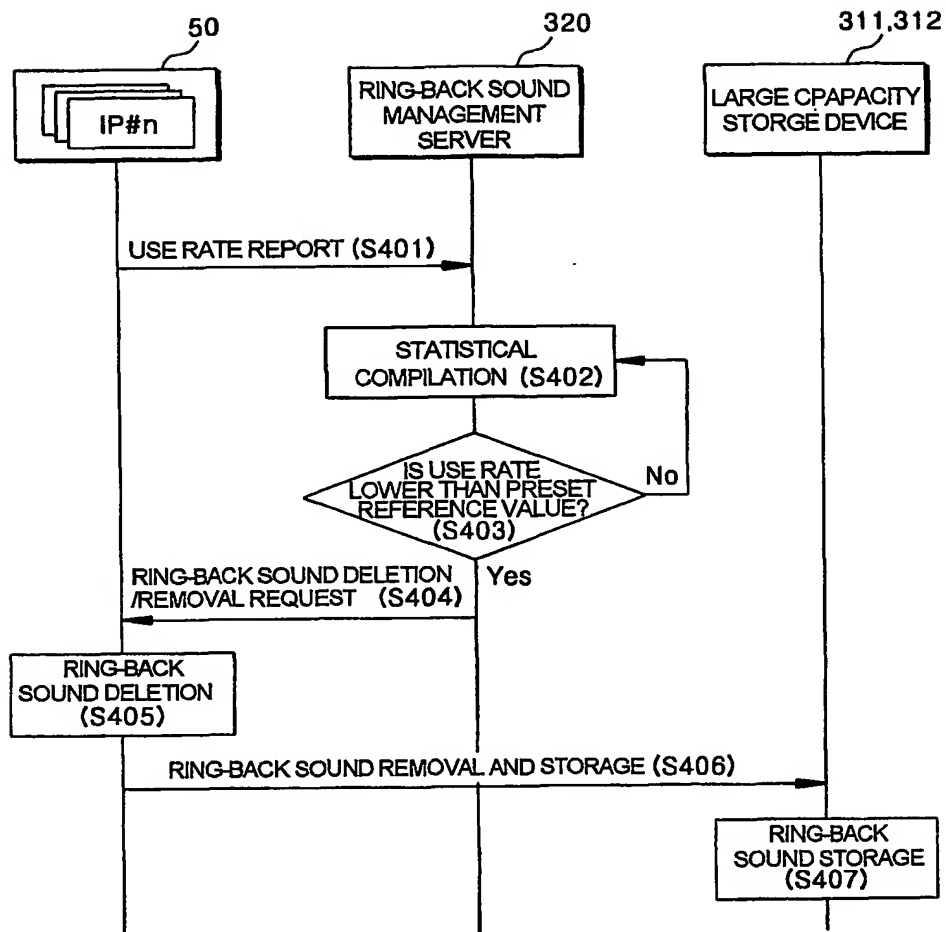 50
320
311,312
IP#n
RING-BACK SOUND
MANAGEMENT
SERVER
LARGE CPAPACITY
STORGE DEVICE
USE RATE REPORT (S401)
STATISTICAL
COMPILATION (S402)
IS USE RATE
LOWER THAN PRESET
REFERENCE VALUE?
(S403)
No
Yes
RING-BACK SOUND DELETION
/REMOVAL REQUEST (S404)
RING-BACK
SOUND DELETION
(S405)
RING-BACK SOUND REMOVAL AND STORAGE (S406)
RING-BACK
SOUND STORAGE
(S407)